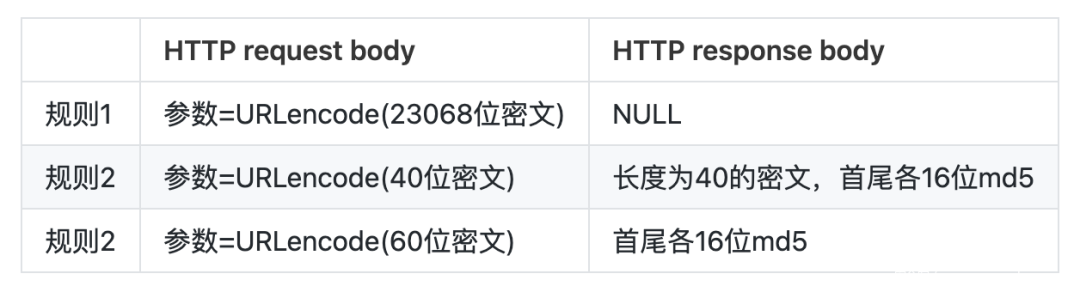 HTTP request body HTTP response body
规则1 参数=URLencode(23068位密文) NULL
规则2 参数=URLencode(40位密文) 长度为40的密文，首尾各16位md5
规则2 参数=URLencode(60位密文) 首尾各16位md5